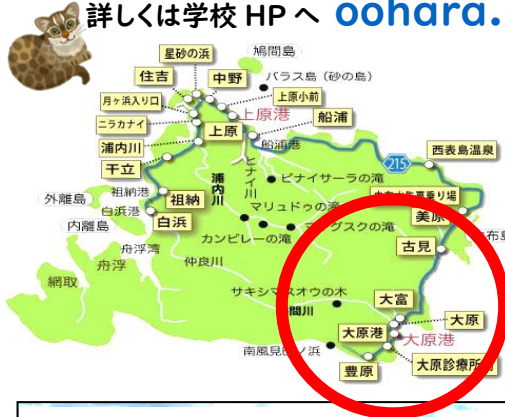 詳しくは学校 HP へ oohara.
鳩間島
星砂の浜
住吉
中野
バラス島（砂の島）
月ヶ浜入り口
上原小前
上原港
ニラカナイ
上原
船浦
船浦港
浦内川
215
西表島温泉
干立
ヒナイ川
浦内川
ピナイサーラの滝
外離島
祖納港
祖納
マリュドゥの滝
美原
白浜港
白浜
内離島
カンビレーの滝
古見
舟浮湾
舟浮
仲良川
網取
サキシマスオウの木
大富
大原
大原港
大原港
南風見
豊原
大原診療所